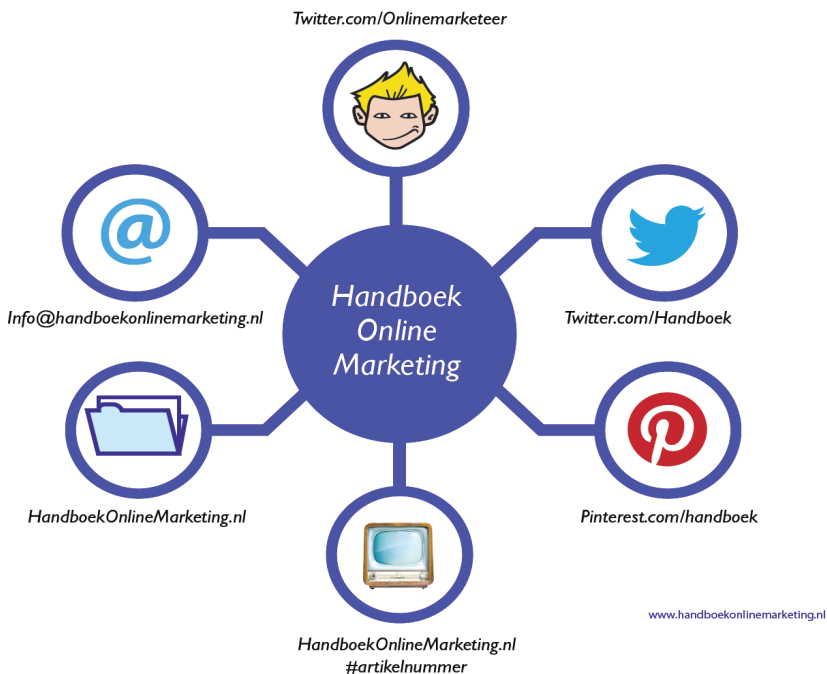 Twitter.com/Onlinemarketeer
@
Info@handboekonlinemarketing.nl
Handboek
Online
Marketing
Twitter.com/Handboek
HandboekOnlineMarketing.nl
Pinterest.com/handboek
HandboekOnlineMarketing.nl
#artikelnummer
www.handboekonlinemarketing.nl